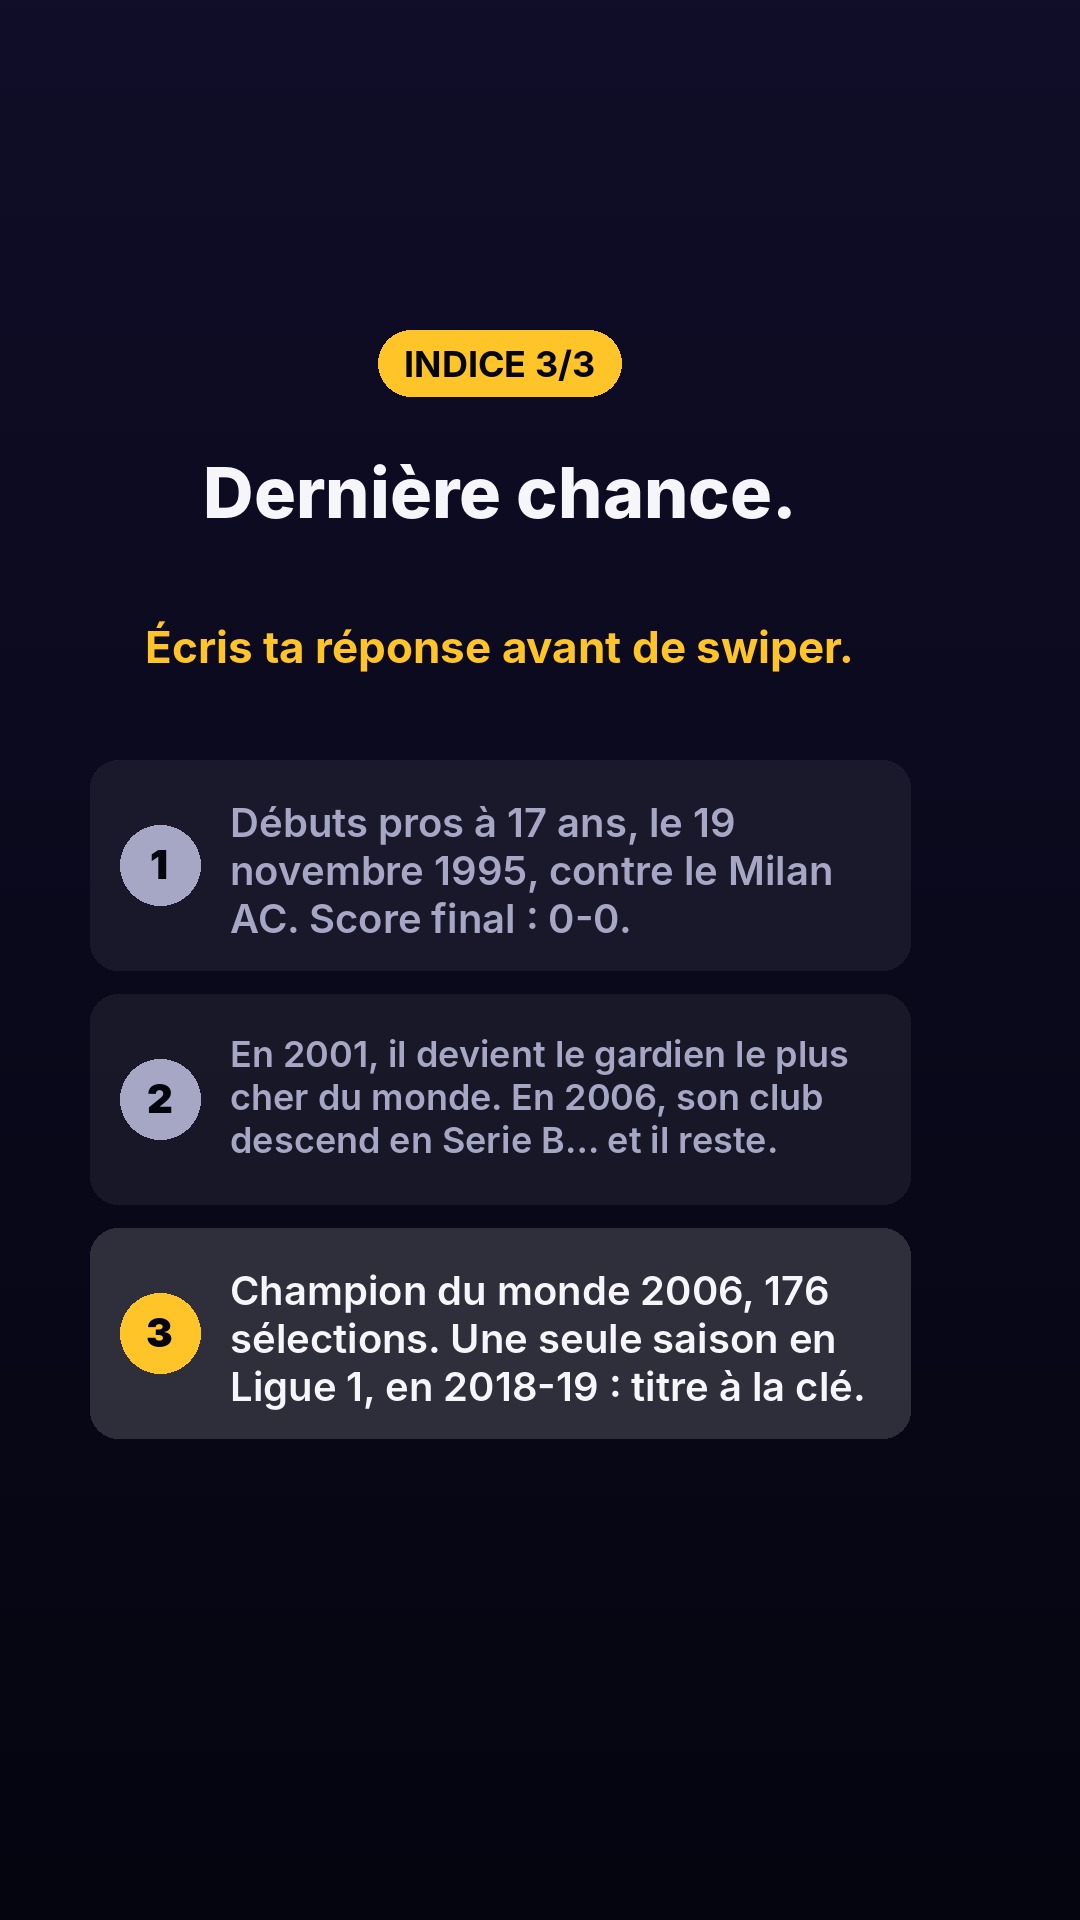 INDICE 3/3
Dernière chance.
Écris ta réponse avant de swiper.
1
Débuts pros à 17 ans, le 19
novembre 1995, contre le Milan
AC. Score final : 0-0.
2
En 2001, il devient le gardien le plus
cher du monde. En 2006, son club
descend en Serie B... et il reste.
3
Champion du monde 2006, 176
sélections. Une seule saison en
Ligue 1, en 2018-19 : titre à la clé.